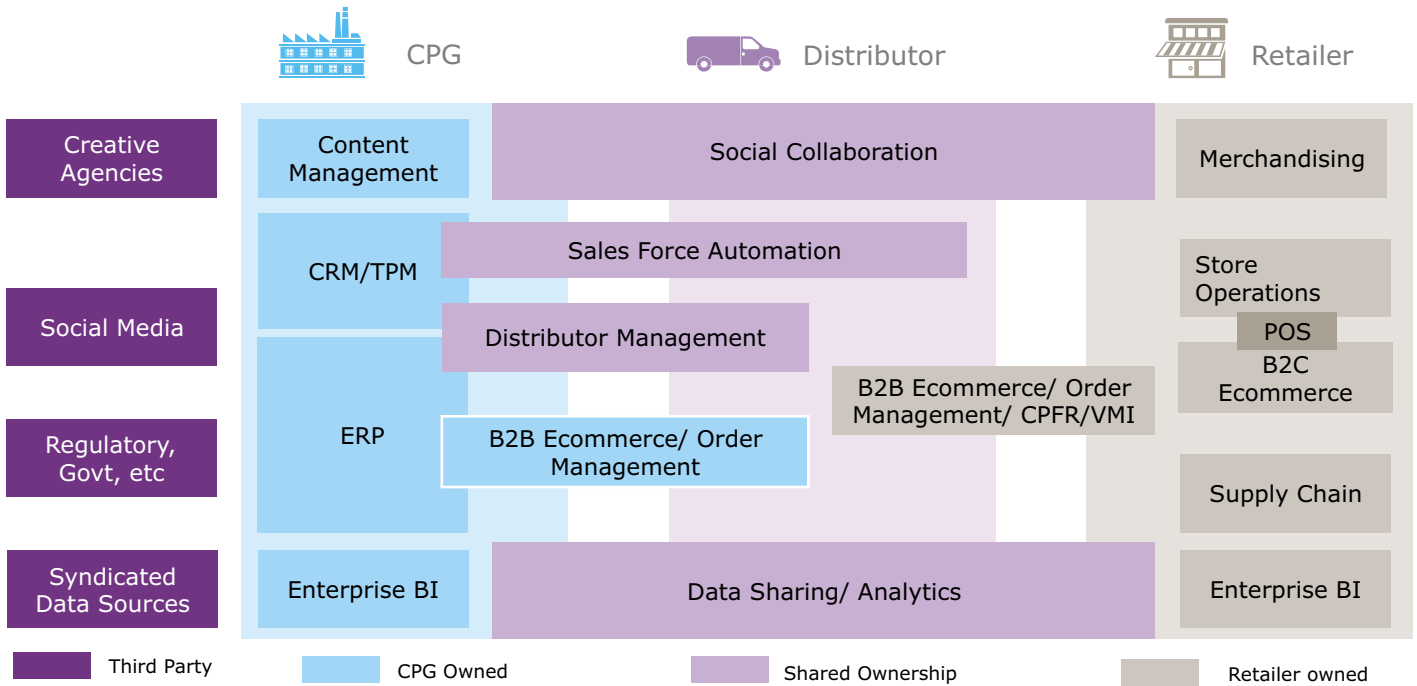 CPG
Distributor
Retailer
Creative
Agencies
Content
Management
Social Collaboration
Merchandising
CRM/TPM
Sales Force Automation
Store
Operations
Social Media
Distributor Management
POS
B2C
Ecommerce
B2B Ecommerce/ Order
Management/ CPFR/VMI
Regulatory,
Govt, etc
ERP
B2B Ecommerce/ Order
Management
Supply Chain
Syndicated
Data Sources
Enterprise BI
Data Sharing/ Analytics
Enterprise BI
Third Party
CPG Owned
Shared Ownership
Retailer owned